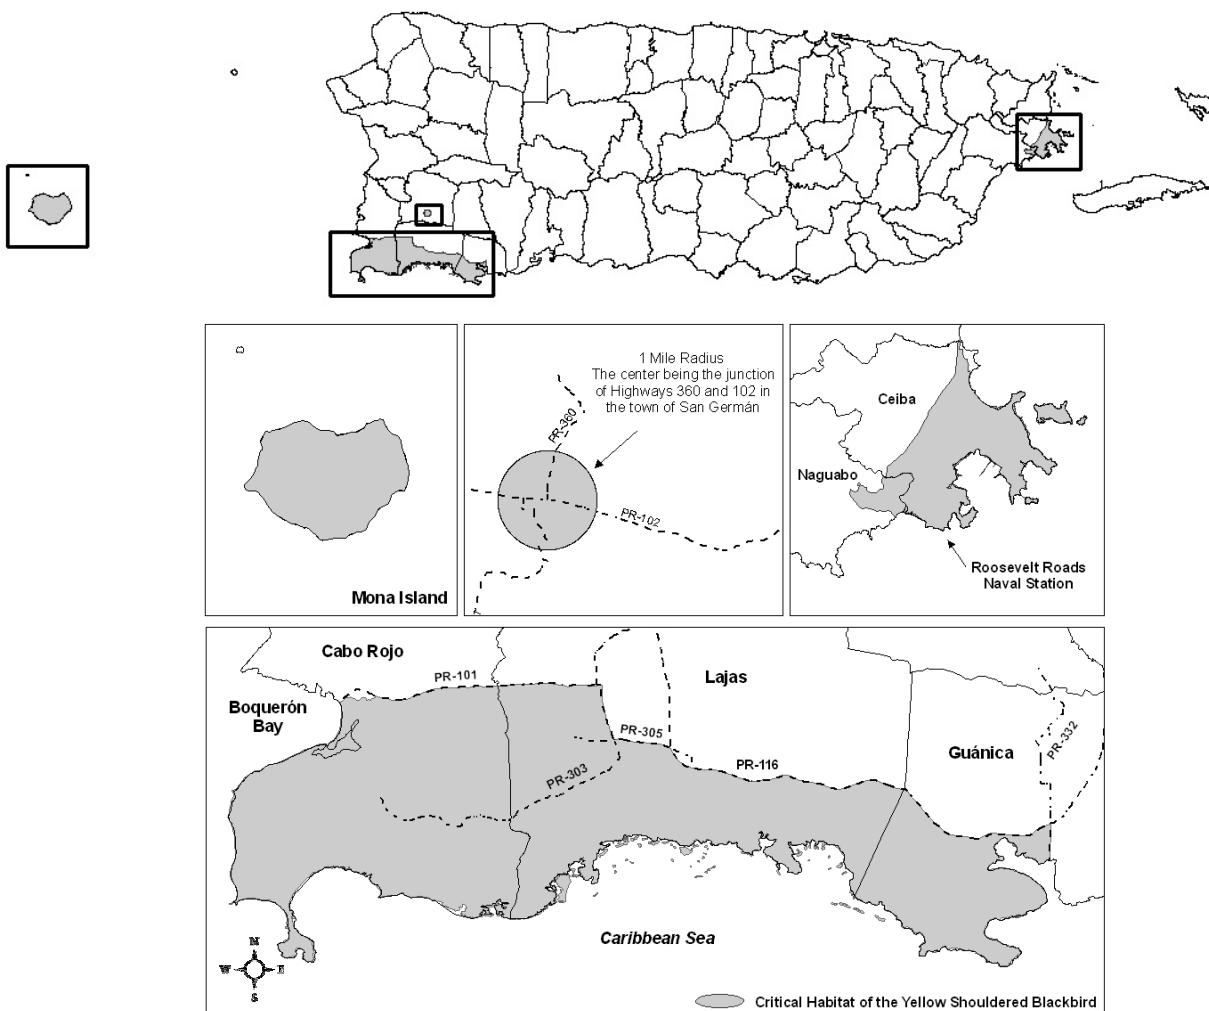 1 Mile Radius
The center being the junction
of Highways 360 and 102 in
the town of San Germán
PR-360
PR-102
Mona Island
Ceiba
Naguabo
Roosevelt Roads
Naval Station
Cabo Rojo
PR-101
Lajas
Boquerón
Bay
PR-305
PR-332
Guánica
PR-116
PR-303
Caribbean Sea
N
W
E
S
Critical Habitat of the Yellow Shouldered Blackbird